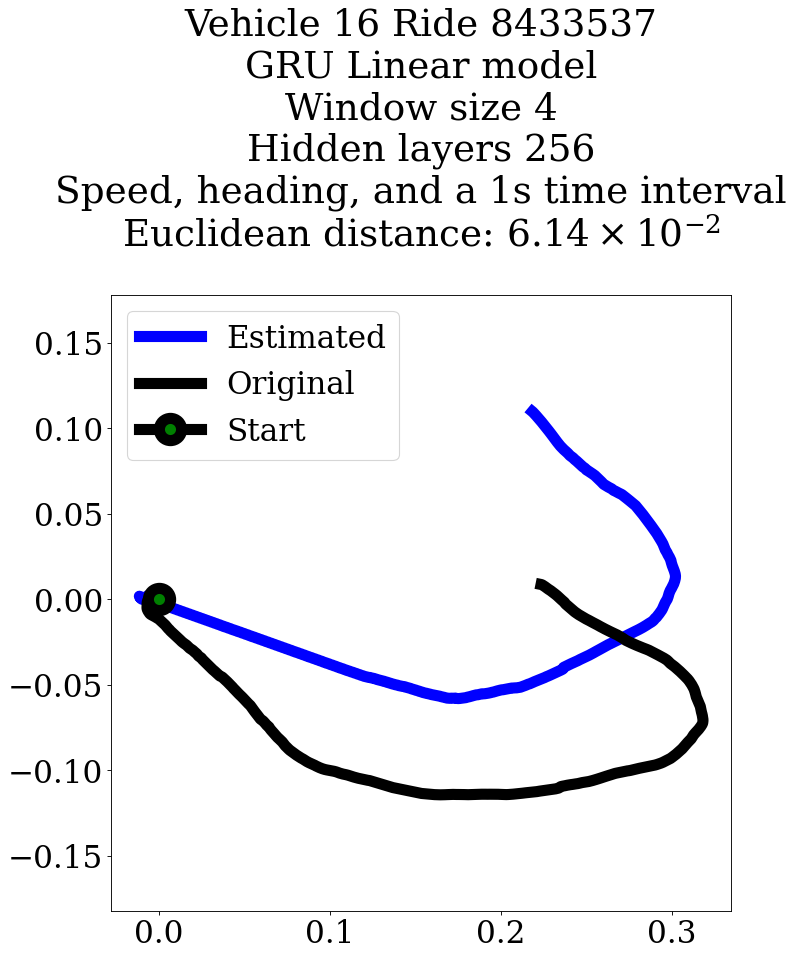 Vehicle 16 Ride 8433537
GRU Linear model
Window size 4
Hidden layers 256
Speed, heading, and a 1s time interval
Euclidean distance: 6.14 × 10⁻²
Estimated
Original
Start
0.15
0.10
0.05
0.00
−0.05
−0.10
−0.15
0.0 0.1 0.2 0.3